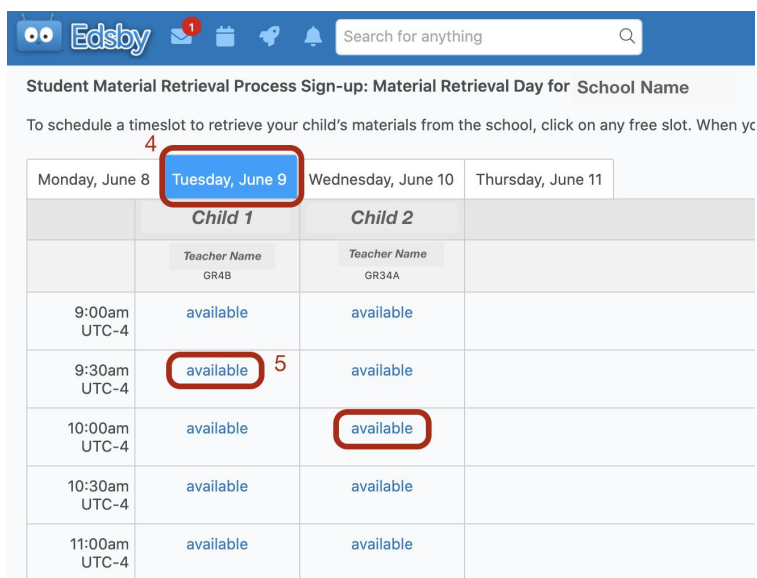 Edsby 1 Search for anything
Student Material Retrieval Process Sign-up: Material Retrieval Day for School Name
To schedule a timeslot to retrieve your child's materials from the school, click on any free slot. When
4
Monday, June 8 Tuesday, June 9 Wednesday, June 10 Thursday, June 11
Child 1 Child 2
Teacher Name Teacher Name
GR4B GR34A
9:00am available available
UTC-4
9:30am available 5 available
UTC-4
10:00am available available
UTC-4
10:30am available available
UTC-4
11:00am available available
UTC-4